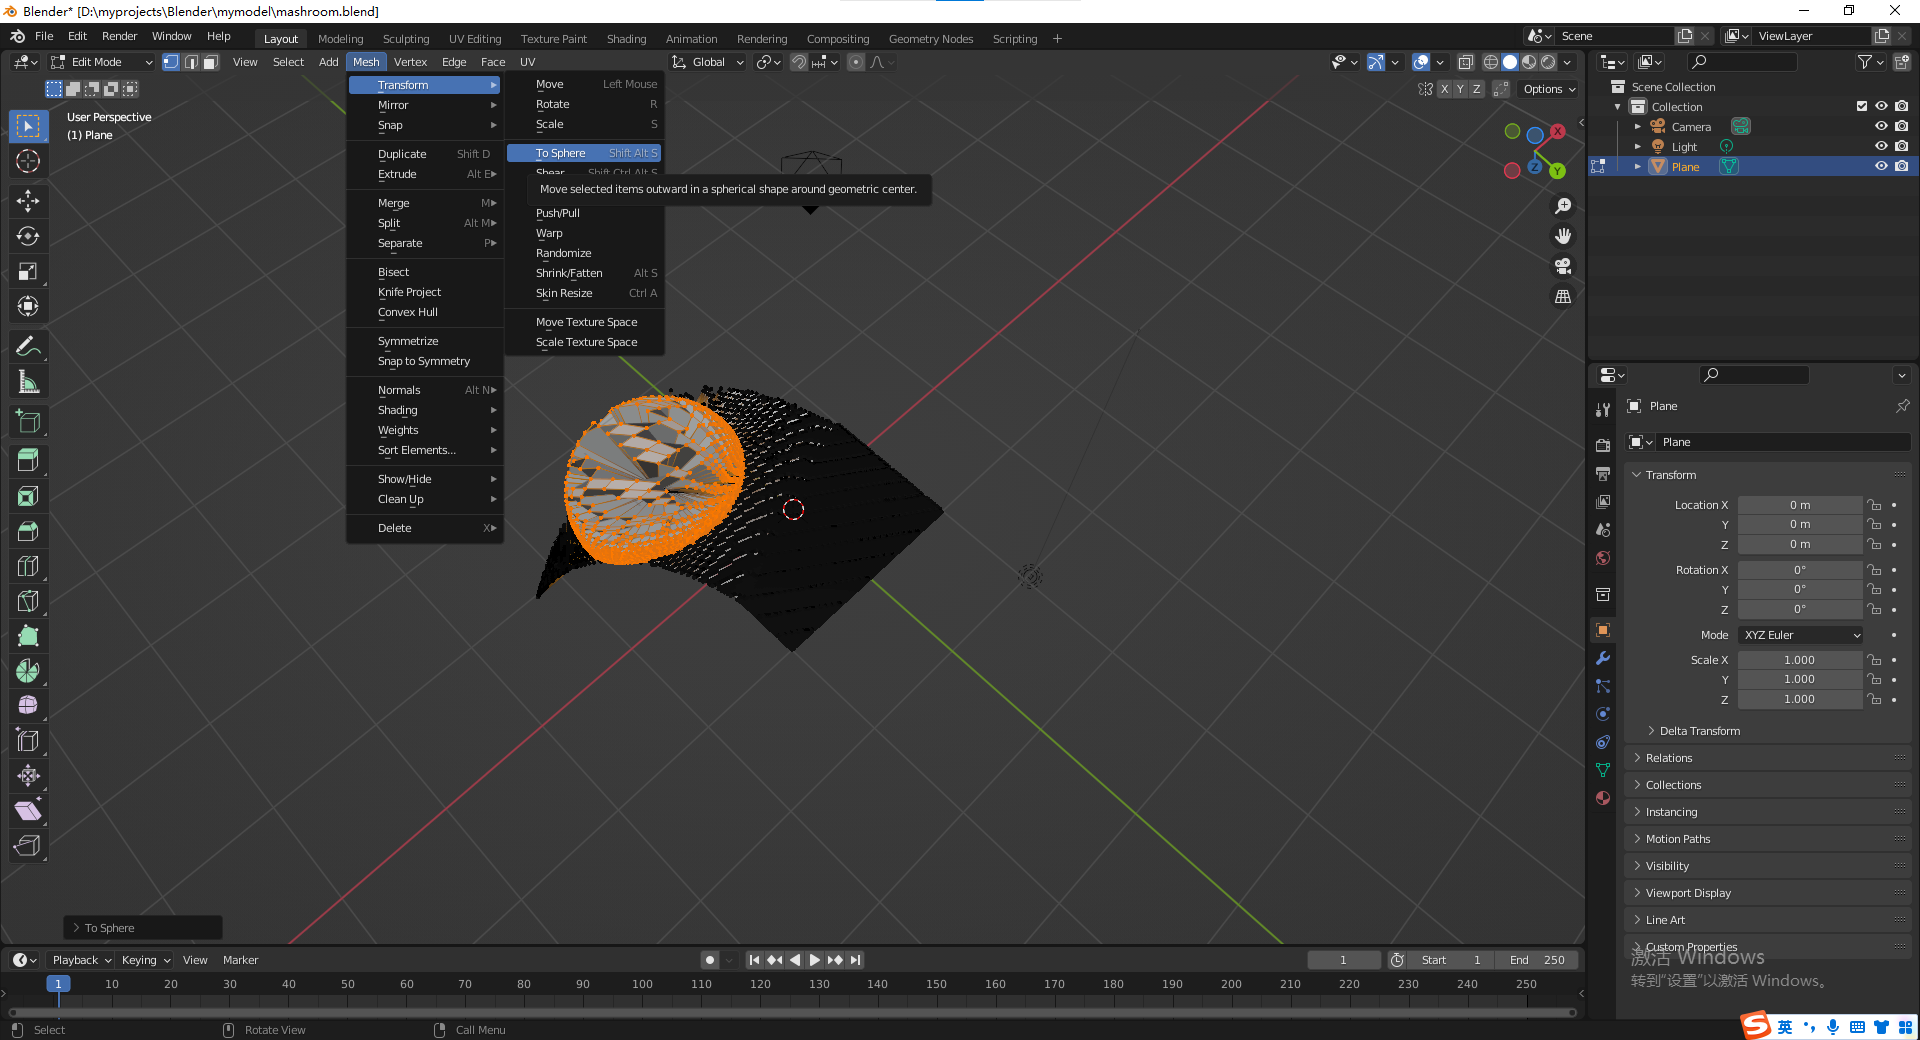 Blender* [D:\myprojects\Blender\mymodel\mashroom.blend]
File Edit Render Window Help Layout Modeling Sculpting UV Editing Texture Paint Shading Animation Rendering Compositing Geometry Nodes Scripting + Scene ViewLayer
Edit Mode View Select Add Mesh Vertex Edge Face UV Global
X Y Z Options
User Perspective
(1) Plane
Transform
Mirror
Snap
Duplicate Shift D
Extrude Alt E
Merge M
Split Alt M
Separate P
Bisect
Knife Project
Convex Hull
Symmetrize
Snap to Symmetry
Normals Alt N
Shading
Weights
Sort Elements...
Show/Hide
Clean Up
Delete X
Move Left Mouse
Rotate R
Scale S
To Sphere Shift Alt S
Shear Shift Ctrl Alt S
Move selected items outward in a spherical shape around geometric center.
Push/Pull
Warp
Randomize
Shrink/Fatten Alt S
Skin Resize Ctrl A
Move Texture Space
Scale Texture Space
X
Y
Z
Scene Collection
Collection
Camera
Light
Plane
Plane
Plane
Transform
Location X 0 m
Y 0 m
Z 0 m
Rotation X 0°
Y 0°
Z 0°
Mode XYZ Euler
Scale X 1.000
Y 1.000
Z 1.000
Delta Transform
Relations
Collections
Instancing
Motion Paths
Visibility
Viewport Display
Line Art
Custom Properties
激活 Windows
转到"设置"以激活 Windows。
To Sphere
Playback Keying View Marker 1 Start 1 End 250
1 10 20 30 40 50 60 70 80 90 100 110 120 130 140 150 160 170 180 190 200 210 220 230 240 250
Select Rotate View Call Menu
S 英